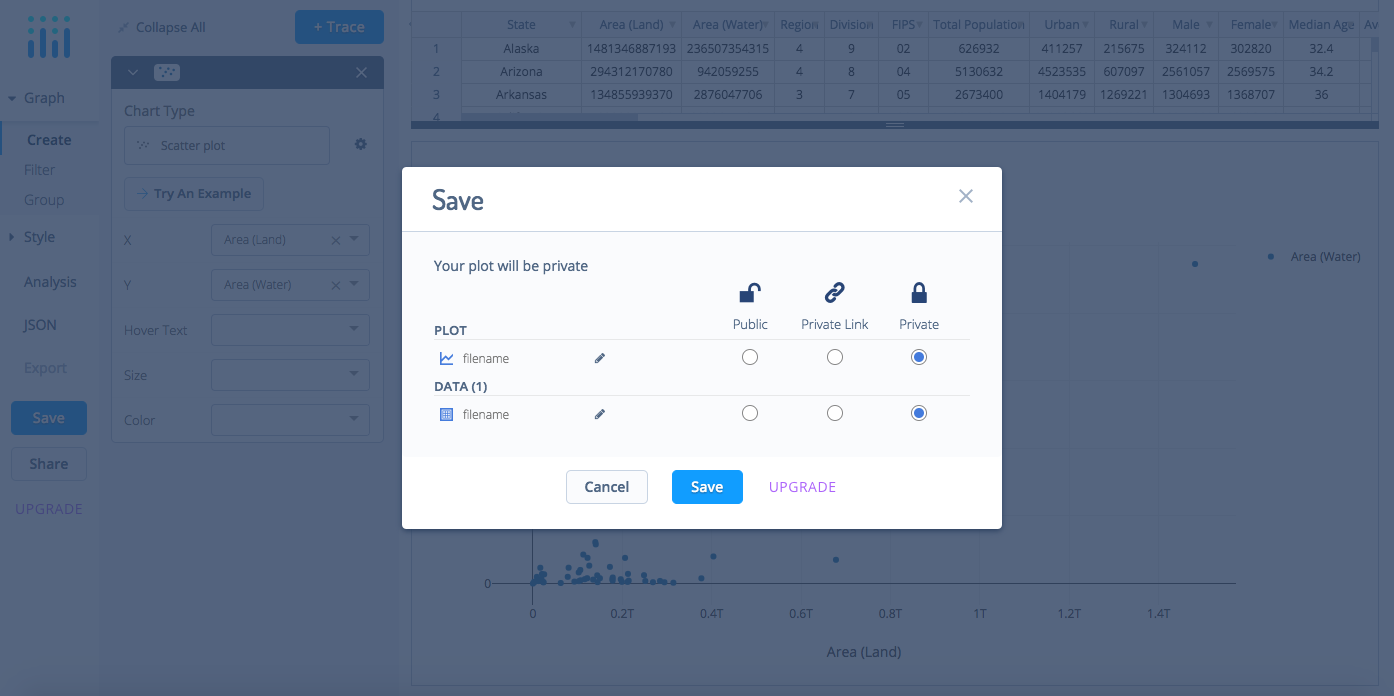 Collapse All
+ Trace
Graph
Create
Filter
Group
Style
Analysis
JSON
Export
Save
Share
UPGRADE
Chart Type
Scatter plot
Try An Example
X Area (Land)
Y Area (Water)
Hover Text
Size
Color
State Area (Land) Area (Water) Region Division FIPS Total Population Urban Rural Male Female Median Age Av
1 Alaska 1481346887193 236507354315 4 9 02 626932 411257 215675 324112 302820 32.4
2 Arizona 294312170780 942059255 4 8 04 5130632 4523535 607097 2561057 2569575 34.2
3 Arkansas 134855939370 2876047706 3 7 05 2673400 1404179 1269221 1304693 1368707 36
4
Save
Your plot will be private
Public Private Link Private
PLOT
filename
DATA (1)
filename
Cancel Save UPGRADE
Area (Water)
0
0 0.2T 0.4T 0.6T 0.8T 1T 1.2T 1.4T
Area (Land)